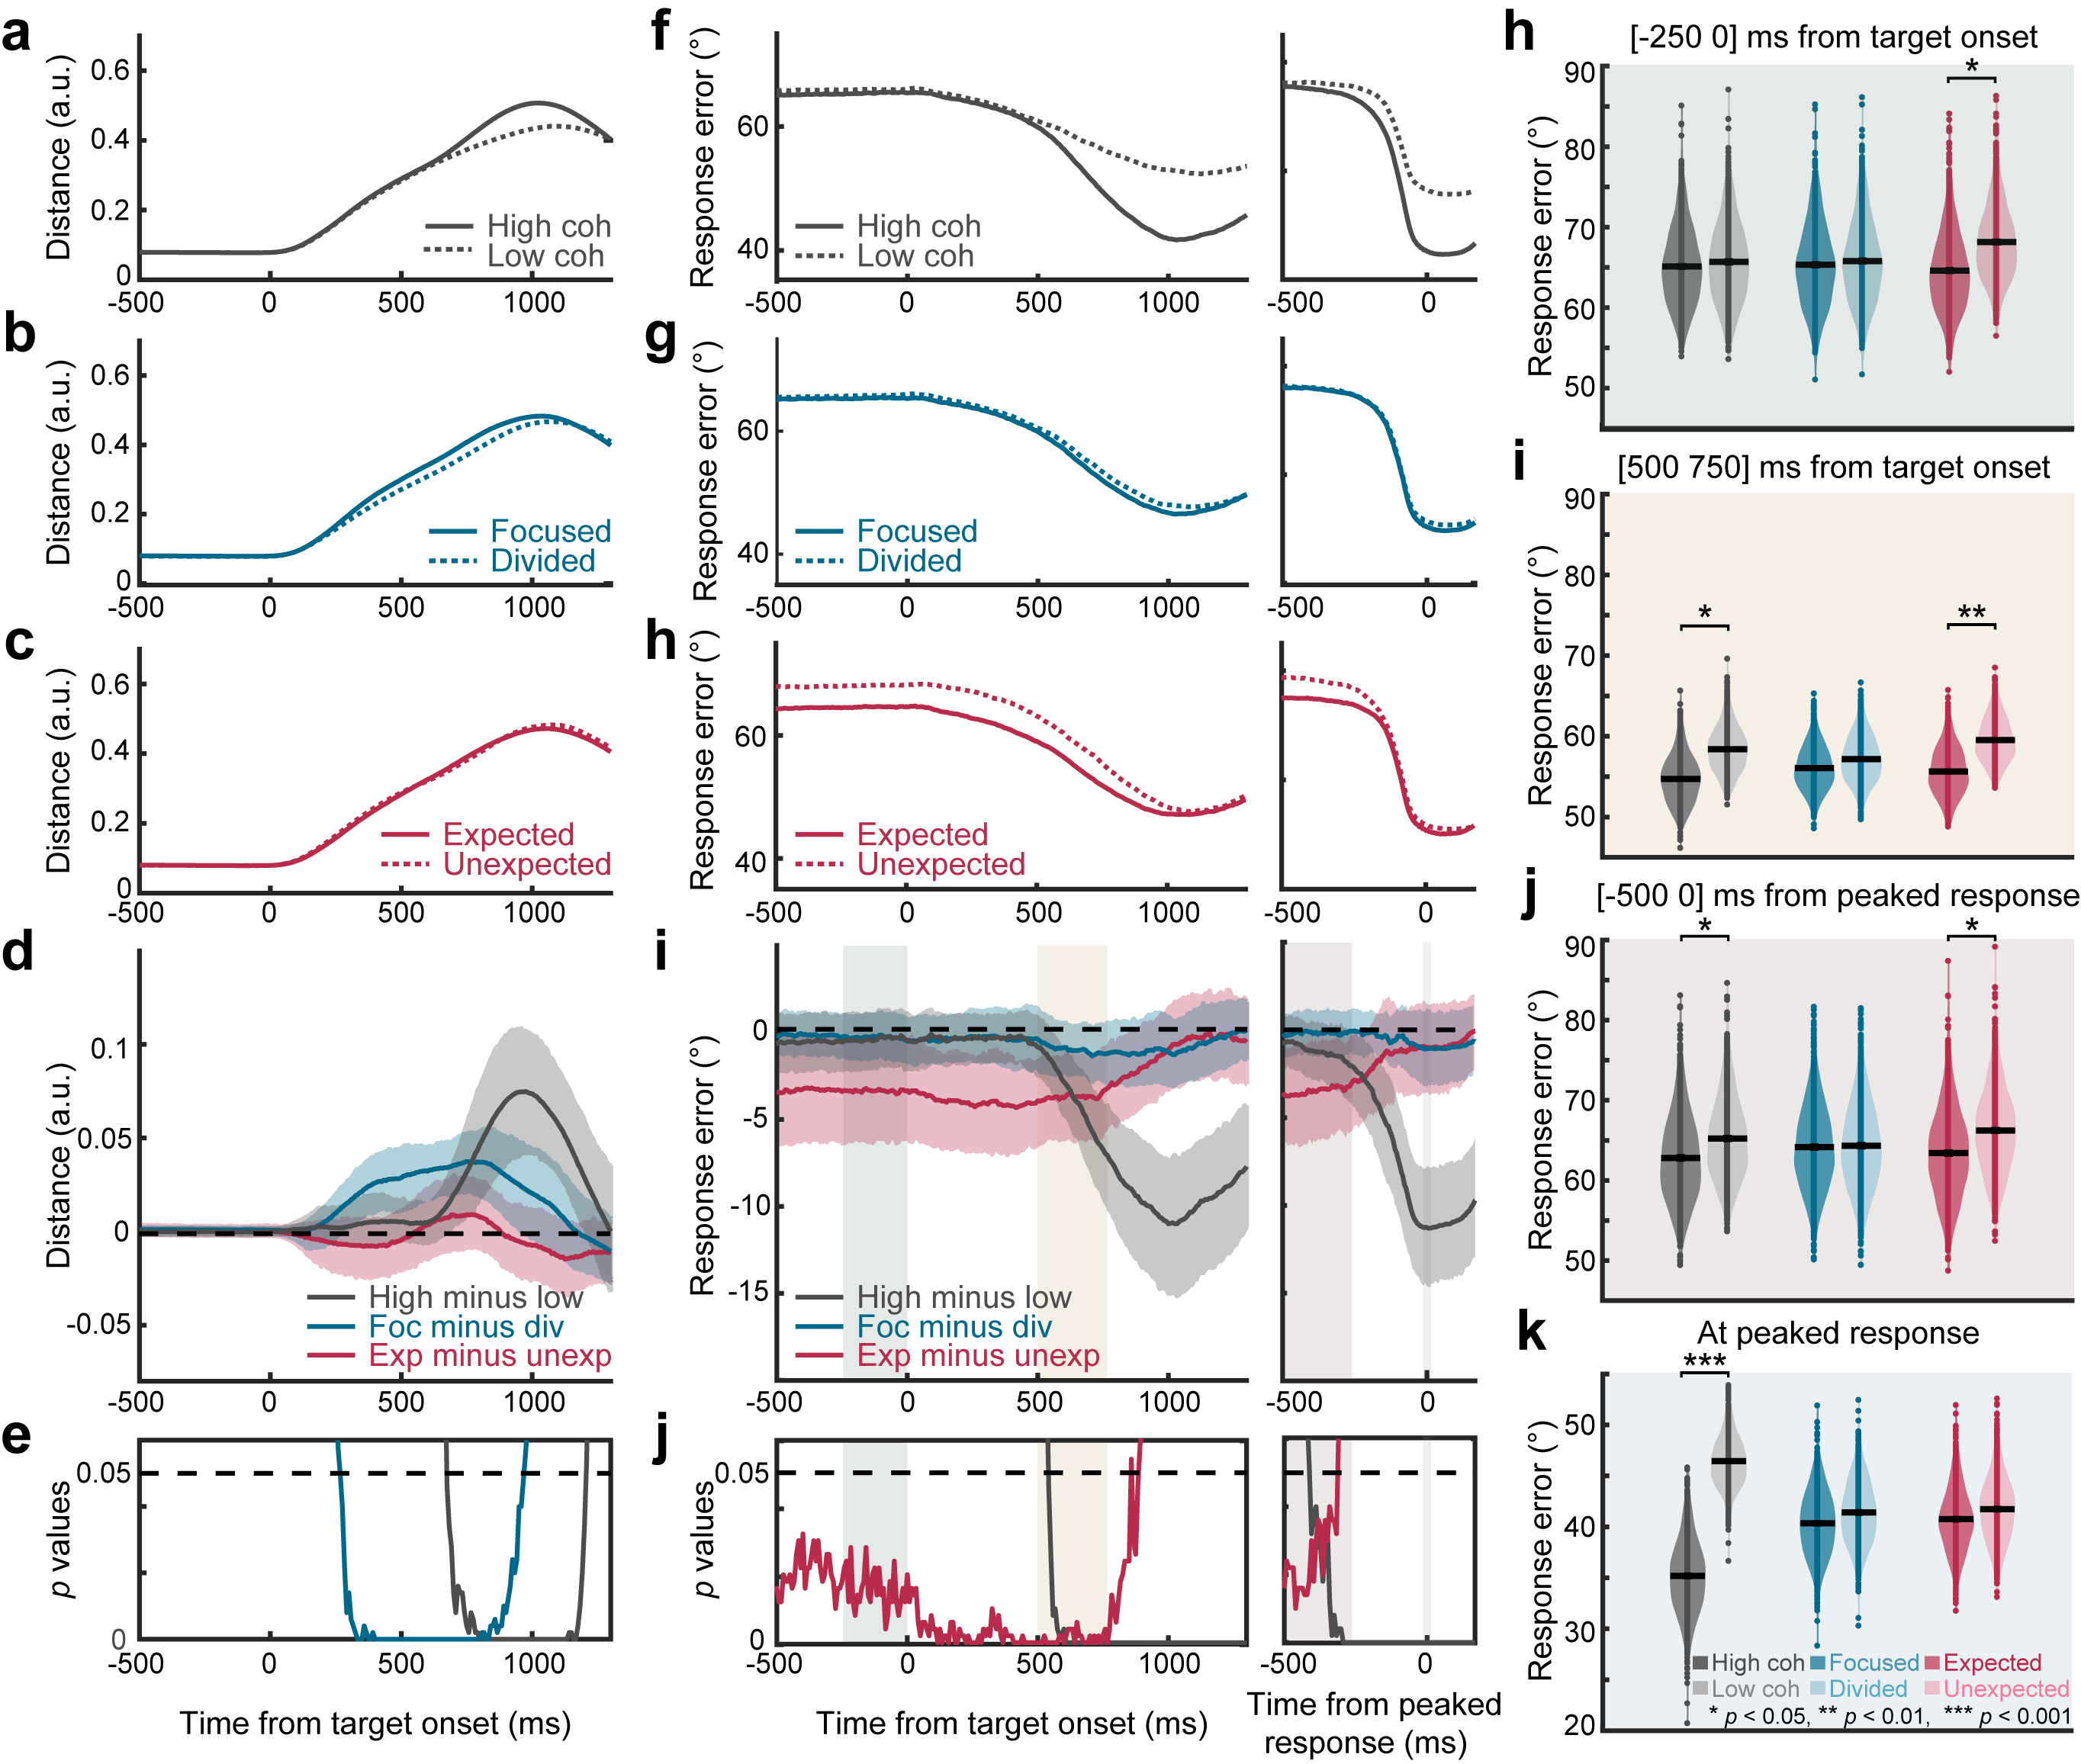 a
Distance (a.u.)
0.6
0.4
0.2
0
High coh
Low coh
-500 0 500 1000
b
Distance (a.u.)
0.6
0.4
0.2
0
Focused
Divided
-500 0 500 1000
c
Distance (a.u.)
0.6
0.4
0.2
0
Expected
Unexpected
-500 0 500 1000
d
Distance (a.u.)
0.1
0.05
0
-0.05
High minus low
Foc minus div
Exp minus unexp
-500 0 500 1000
e
p values
0.05
0
-500 0 500 1000
Time from target onset (ms)
f
Response error (°)
60
40
High coh
Low coh
-500 0 500 1000
-500 0
g
Response error (°)
60
40
Focused
Divided
-500 0 500 1000
-500 0
h
Response error (°)
60
40
Expected
Unexpected
-500 0 500 1000
-500 0
i
Response error (°)
0
-5
-10
-15
High minus low
Foc minus div
Exp minus unexp
-500 0 500 1000
-500 0
j
p values
0.05
0
-500 0 500 1000
-500 0
Time from target onset (ms)
Time from peaked
response (ms)
h
[-250 0] ms from target onset
Response error (°)
90
80
70
60
50
*
i
[500 750] ms from target onset
Response error (°)
90
80
70
60
50
* **
j
[-500 0] ms from peaked response
Response error (°)
90
80
70
60
50
* *
k
At peaked response
Response error (°)
50
40
30
20
***
High coh Focused Expected
Low coh Divided Unexpected
* p < 0.05, ** p < 0.01, *** p < 0.001